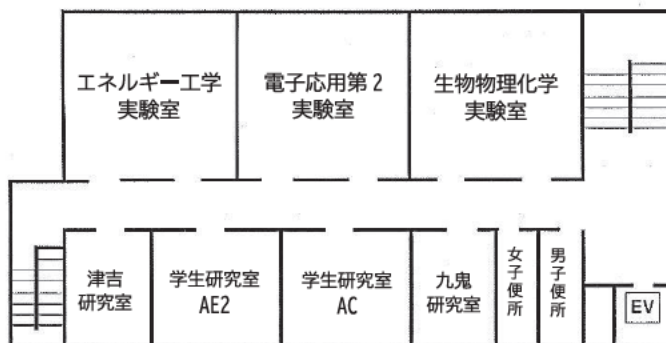 エネルギー工学
実験室
電子応用第2
実験室
生物物理化学
実験室
津吉
研究室
学生研究室
AE2
学生研究室
AC
九鬼
研究室
女子便所
男子便所
EV